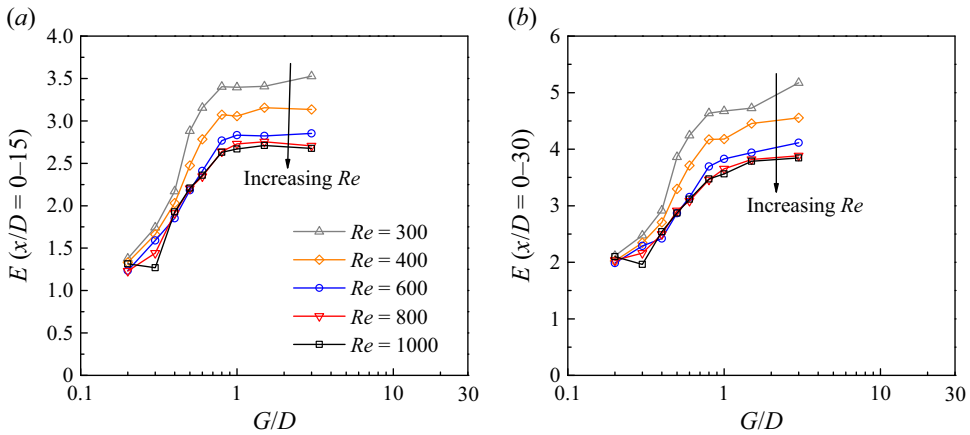 (a)
4.0
3.5
3.0
2.5
2.0
1.5
1.0
0.5
0
E (x/D = 0–15)
Increasing Re
Re = 300
Re = 400
Re = 600
Re = 800
Re = 1000
0.1 1 10 30
G/D
(b)
6
5
4
3
2
1
0
E (x/D = 0–30)
Increasing Re
0.1 1 10 30
G/D